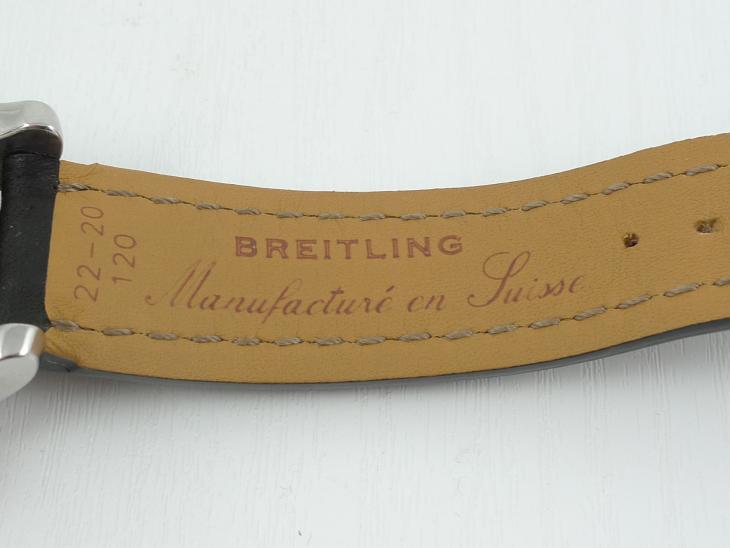 22-20
120
BREITLING
Manufacturé en Suisse